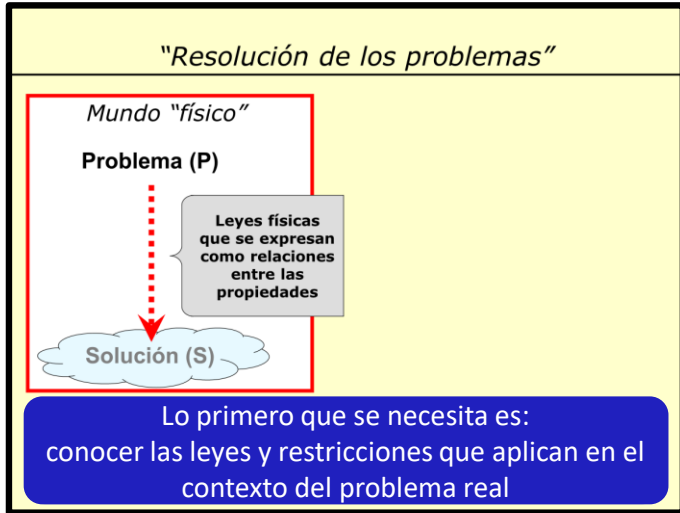 “Resolución de los problemas”
Mundo “físico”
Problema (P)
Leyes físicas
que se expresan
como relaciones
entre las
propiedades
Solución (S)
Lo primero que se necesita es:
conocer las leyes y restricciones que aplican en el
contexto del problema real